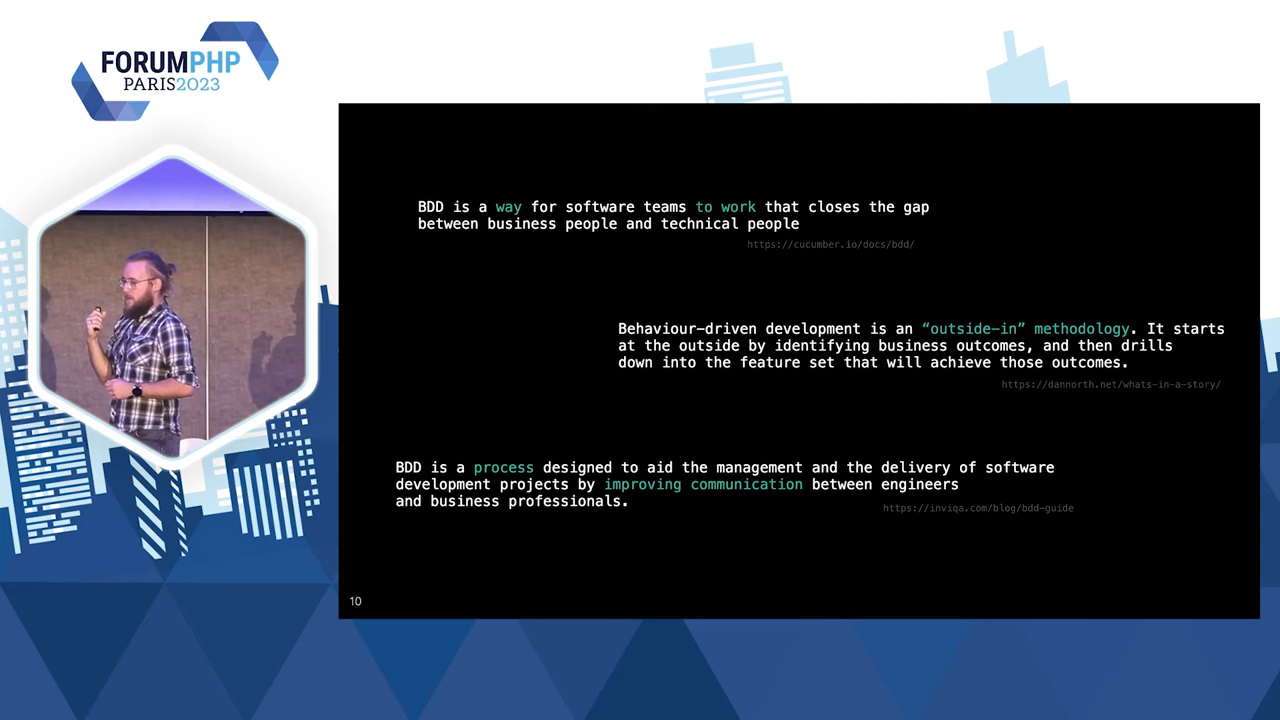 FORUMPHP
PARIS2023
BDD is a way for software teams to work that closes the gap
between business people and technical people
https://cucumber.io/docs/bdd/
Behaviour-driven development is an “outside-in” methodology. It starts
at the outside by identifying business outcomes, and then drills
down into the feature set that will achieve those outcomes.
https://dannorth.net/whats-in-a-story/
BDD is a process designed to aid the management and the delivery of software
development projects by improving communication between engineers
and business professionals.
https://inviqa.com/blog/bdd-guide
10